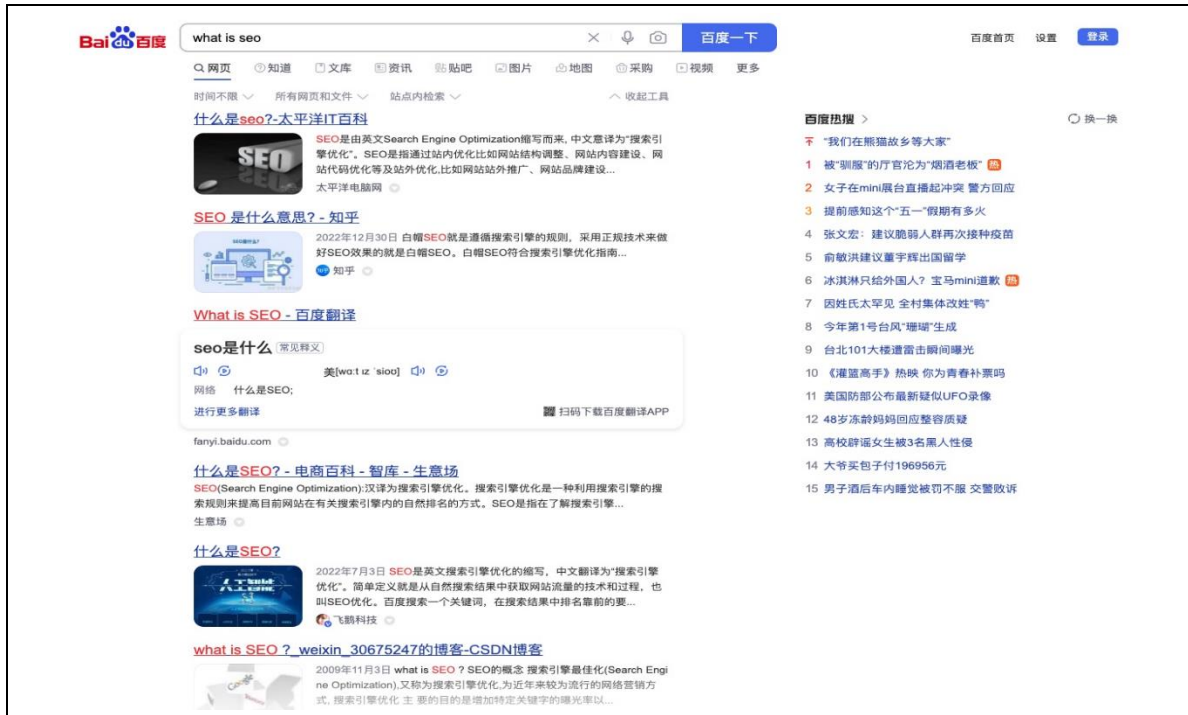 Bai du 百度
what is seo
百度一下
百度首页 设置 登录
网页 知道 文库 资讯 贴吧 图片 地图 采购 视频 更多
时间不限 所有网页和文件 站点内检索 收起工具
什么是seo?-太平洋IT百科
SEO
SEO是由英文Search Engine Optimization缩写而来, 中文意译为“搜索引
擎优化”。SEO是指通过站内优化比如网站结构调整、网站内容建设、网
站代码优化等及站外优化,比如网站站外推广、网站品牌建设...
太平洋电脑网
SEO 是什么意思? - 知乎
2022年12月30日 白帽SEO就是遵循搜索引擎的规则，采用正规技术来做
好SEO效果的就是白帽SEO。白帽SEO符合搜索引擎优化指南...
知乎
What is SEO - 百度翻译
seo是什么 常见释义
美[wɑːt ɪz ˈsioʊ]
网络 什么是SEO;
进行更多翻译
扫码下载百度翻译APP
fanyi.baidu.com
什么是SEO? - 电商百科 - 智库 - 生意场
SEO(Search Engine Optimization):汉译为搜索引擎优化。搜索引擎优化是一种利用搜索引擎的搜
索规则来提高目前网站在有关搜索引擎内的自然排名的方式。SEO是指在了解搜索引擎...
生意场
什么是SEO?
人工智能
2022年7月3日 SEO是英文搜索引擎优化的缩写，中文翻译为“搜索引擎
优化”。简单定义就是从自然搜索结果中获取网站流量的技术和过程，也
叫SEO优化。百度搜索一个关键词，在搜索结果中排名靠前的要...
飞鹅科技
what is SEO ?_weixin_30675247的博客-CSDN博客
2009年11月3日 what is SEO ? SEO的概念 搜索引擎最佳化(Search Engi
ne Optimization),又称为搜索引擎优化,为近年来较为流行的网络营销方
式, 搜索引擎优化 主 要的目的是增加特定关键字的曝光率以...
百度热搜
换一换
“我们在熊猫故乡等大家”
1 被“驯服”的厅官沦为“烟酒老板” 热
2 女子在mini展台直播起冲突 警方回应
3 提前感知这个“五一”假期有多火
4 张文宏：建议脆弱人群再次接种疫苗
5 俞敏洪建议董宇辉出国留学
6 冰淇淋只给外国人？宝马mini道歉 热
7 因姓氏太罕见 全村集体改姓“鸭”
8 今年第1号台风“珊瑚”生成
9 台北101大楼遭雷击瞬间曝光
10 《灌篮高手》热映 你为青春补票吗
11 美国防部公布最新疑似UFO录像
12 48岁冻龄妈妈回应整容质疑
13 高校辟谣女生被3名黑人性侵
14 大爷买包子付196956元
15 男子酒后车内睡觉被罚不服 交警败诉